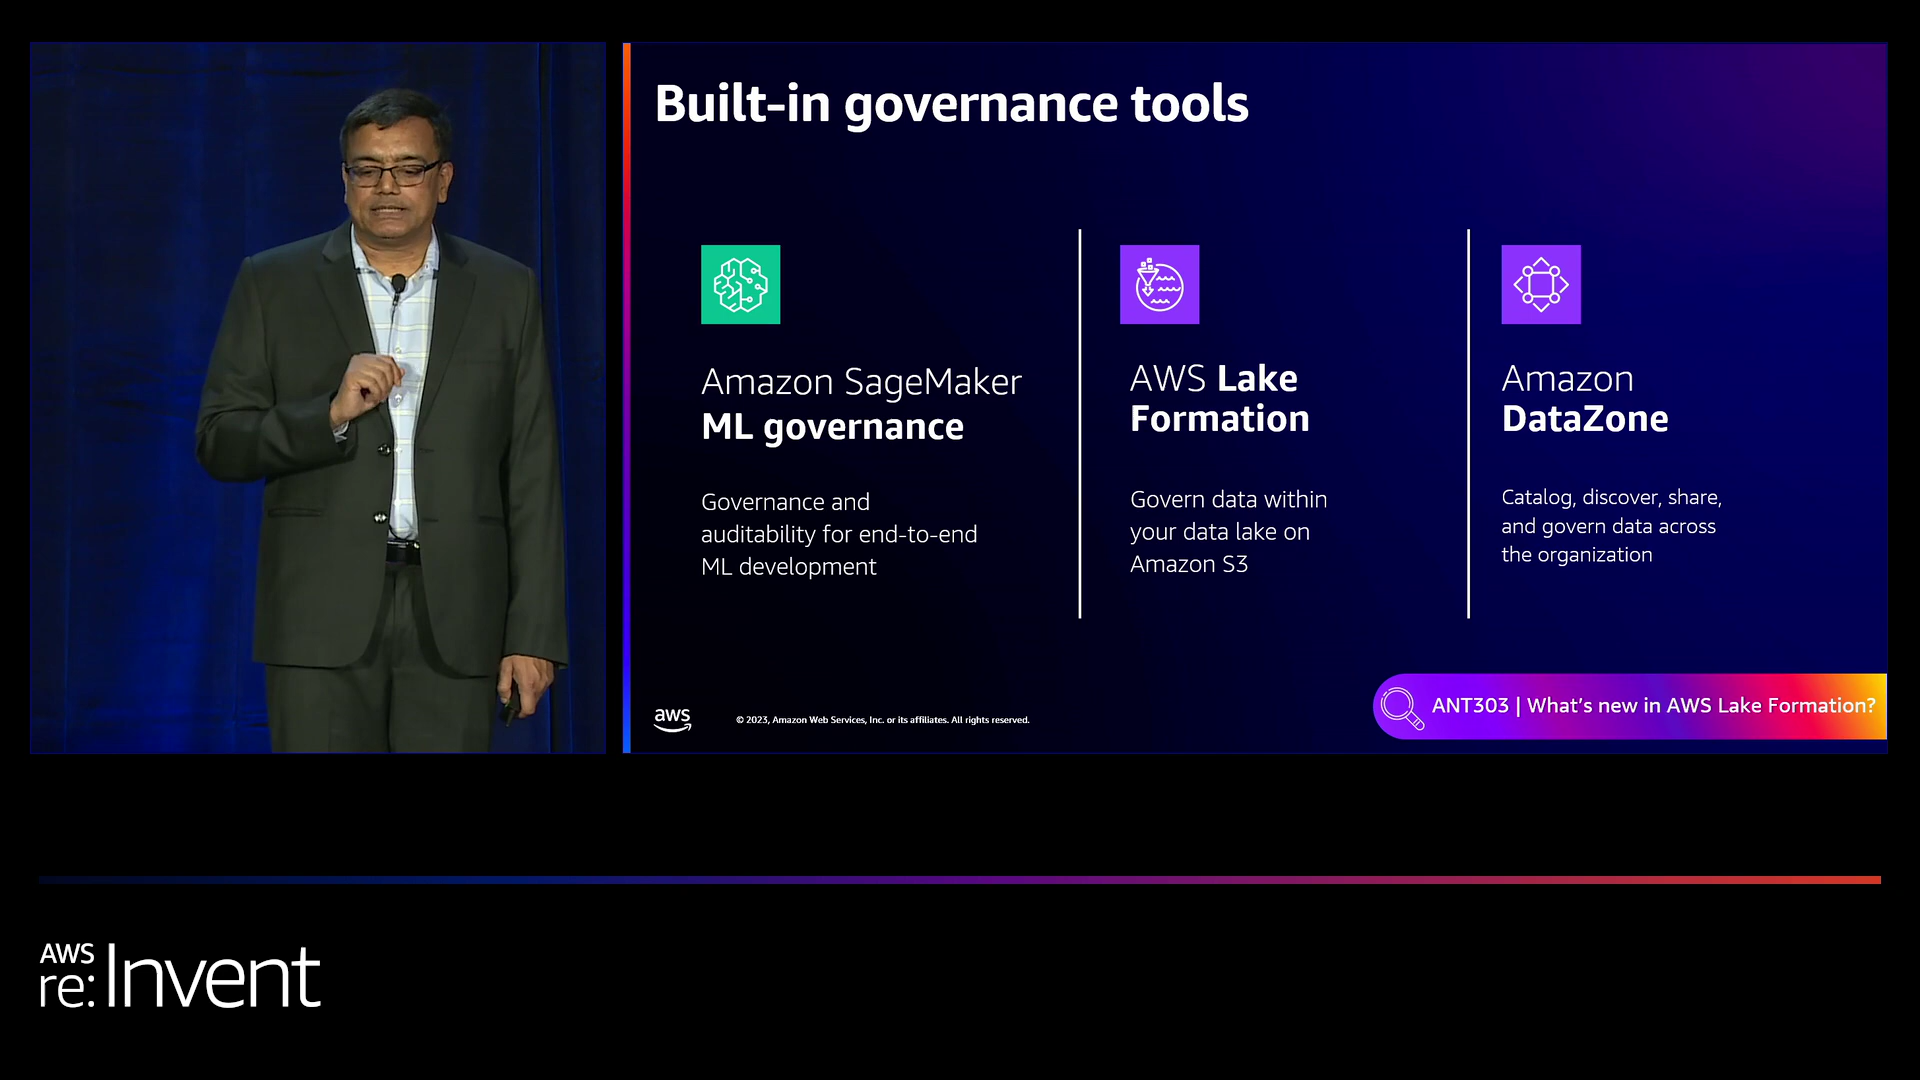 Built-in governance tools
Amazon SageMaker
ML governance
Governance and
auditability for end-to-end
ML development
AWS Lake
Formation
Govern data within
your data lake on
Amazon S3
Amazon
DataZone
Catalog, discover, share,
and govern data across
the organization
aws
© 2023, Amazon Web Services, Inc. or its affiliates. All rights reserved.
ANT303 | What's new in AWS Lake Formation?
AWS
re:Invent